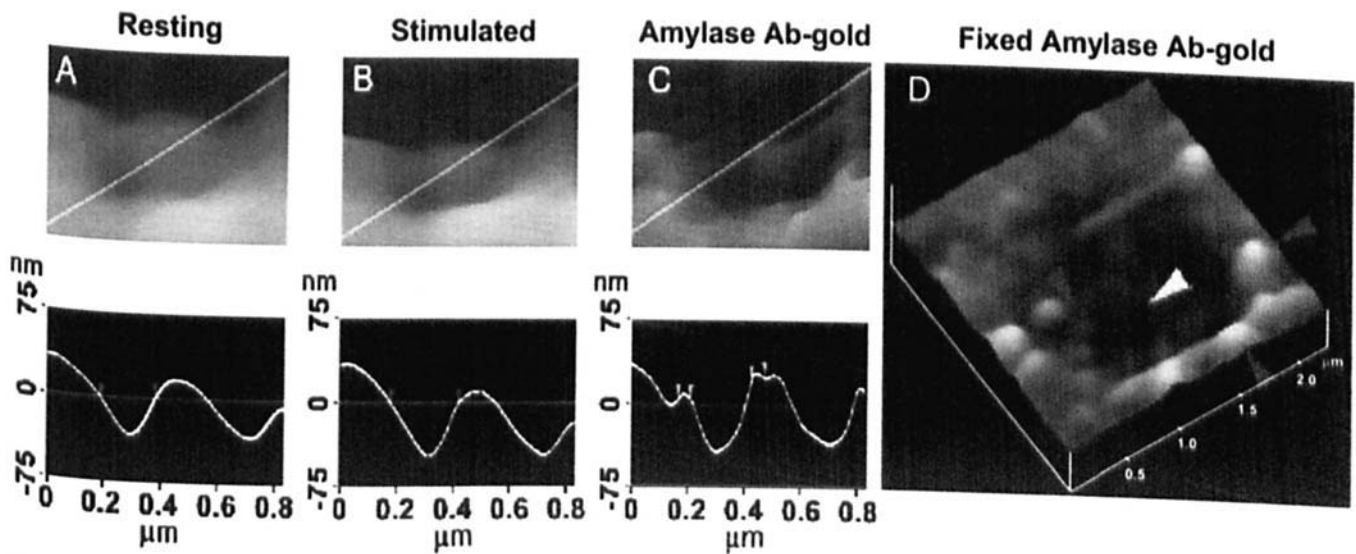 Resting
Stimulated
Amylase Ab-gold
Fixed Amylase Ab-gold
A
B
C
D
nm
75
0
-75
0 0.2 0.4 0.6 0.8
µm
nm
75
0
-75
0 0.2 0.4 0.6 0.8
µm
nm
75
0
-75
0 0.2 0.4 0.6 0.8
µm
0.5
1.0
1.5
2.0
µm